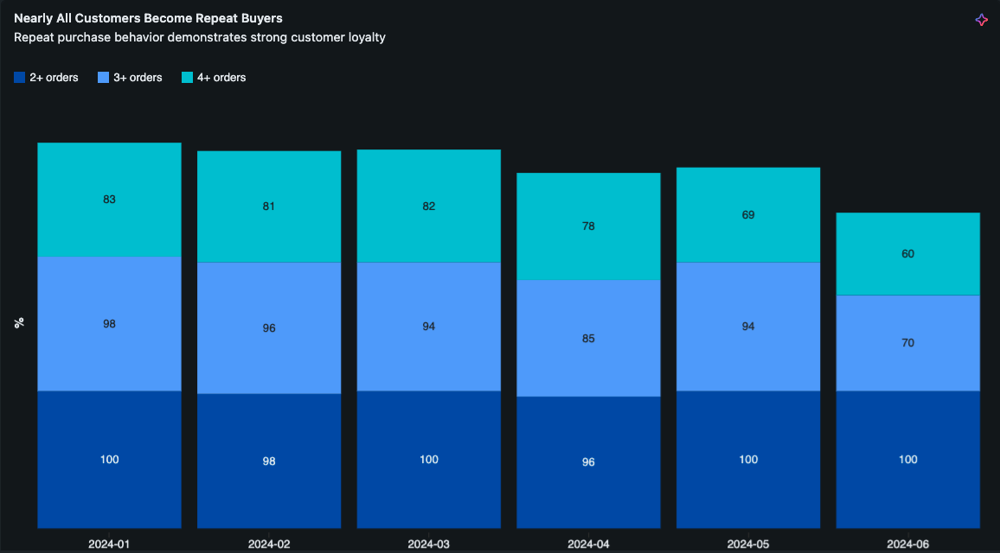 Nearly All Customers Become Repeat Buyers
Repeat purchase behavior demonstrates strong customer loyalty
2+ orders 3+ orders 4+ orders
83 81 82 78 69 60
98 96 94 85 94 70
%
100 98 100 96 100 100
2024-01 2024-02 2024-03 2024-04 2024-05 2024-06